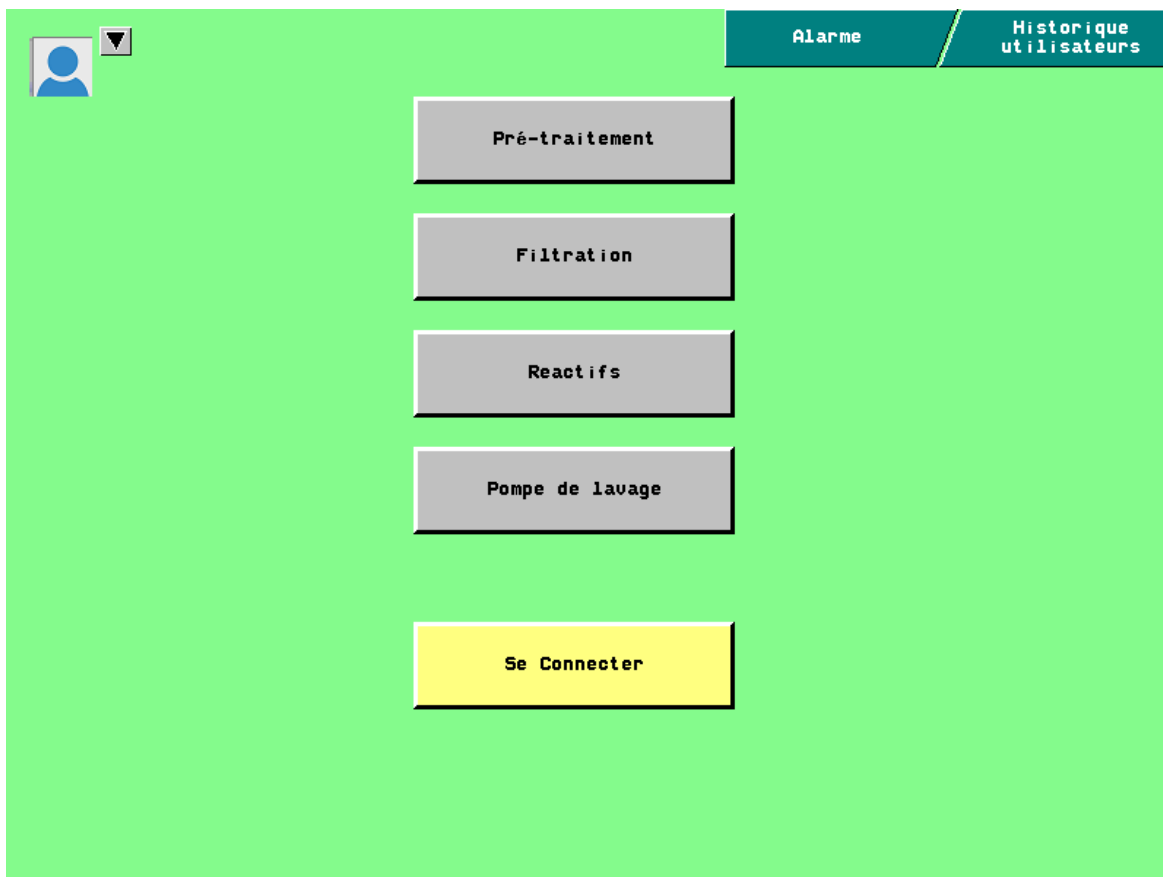 Alarme
Historique
utilisateurs
Pré-traitement
Filtration
Reactifs
Pompe de lavage
Se Connecter